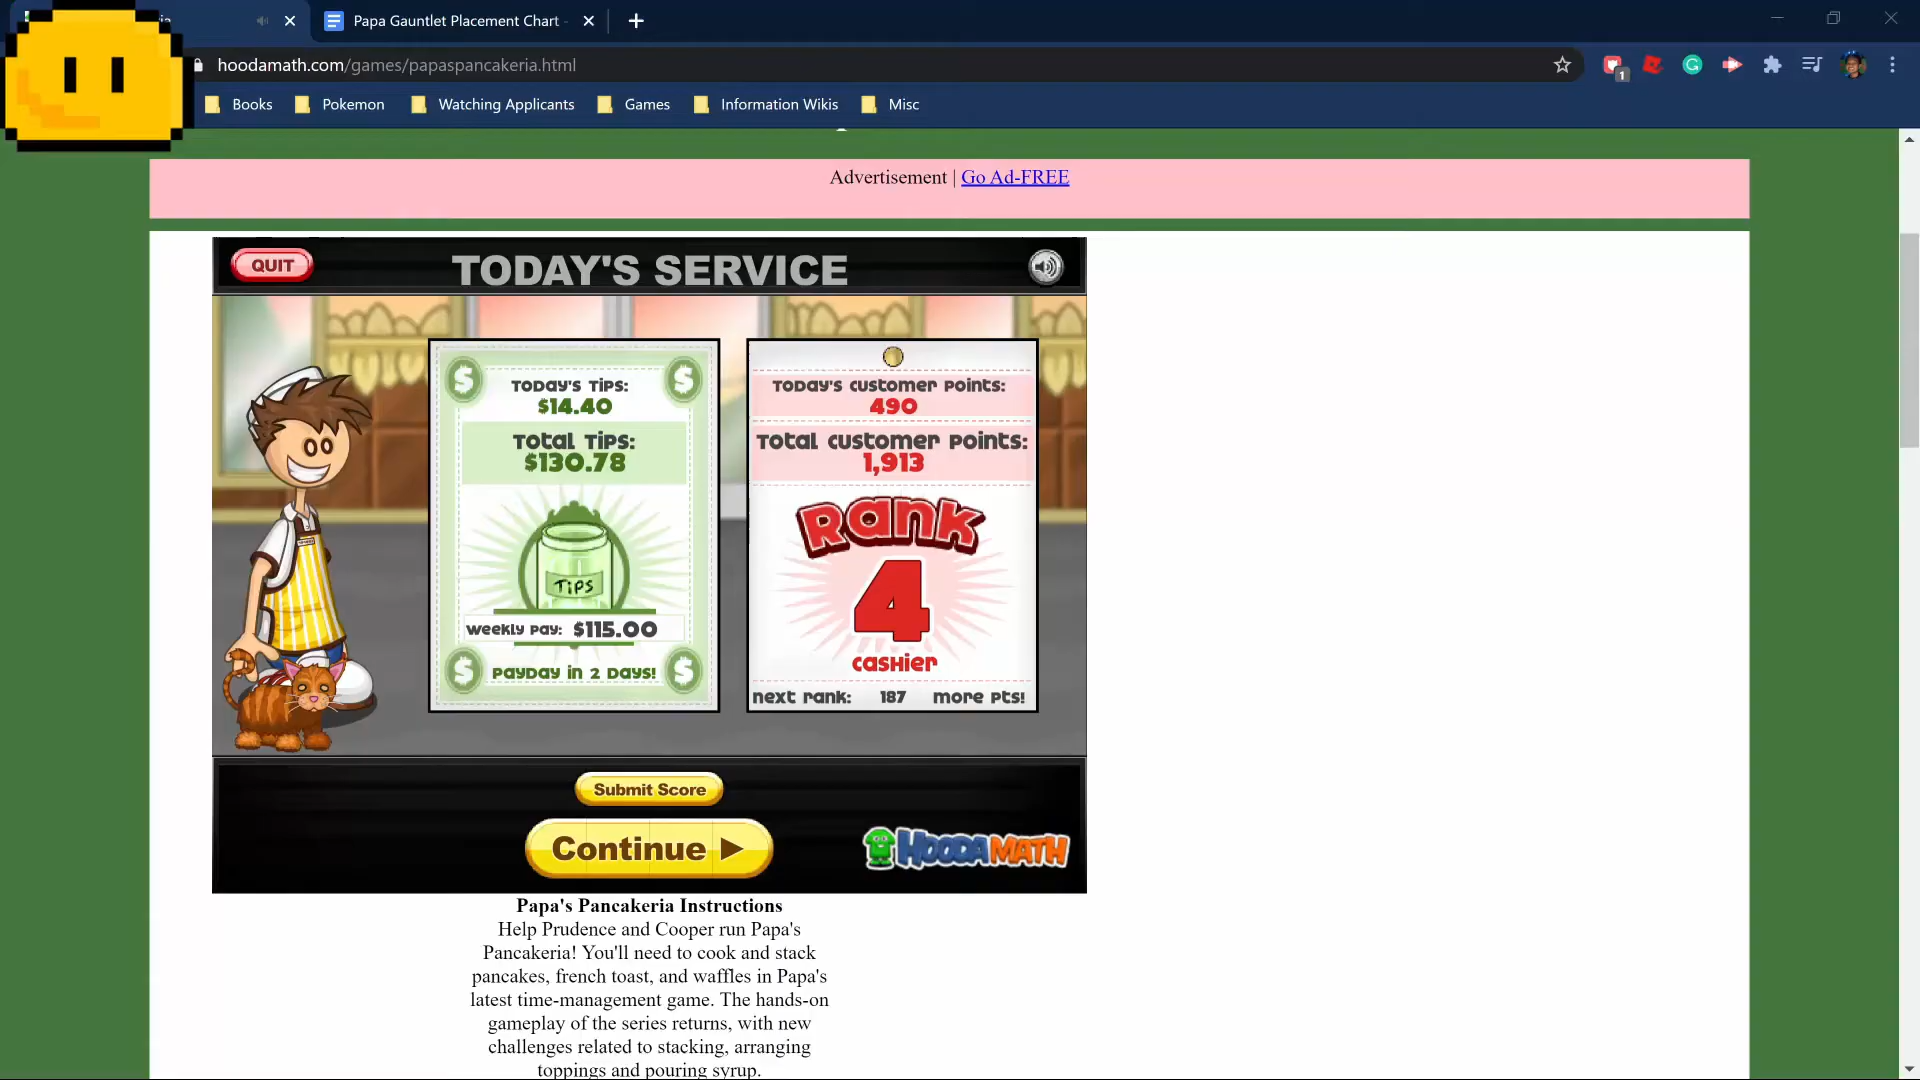 Papa Gauntlet Placement Chart -
hoodamath.com/games/papaspancakeria.html
1
Books
Pokemon
Watching Applicants
Games
Information Wikis
Misc
Advertisement | Go Ad-FREE
QUIT
TODAY'S SERVICE
$ $
Today's Tips:
$14.40
Total Tips:
$130.78
Tips
Weekly Pay: $115.00
$ Payday in 2 Days! $
Today's Customer Points:
490
Total Customer Points:
1,913
Rank
4
Cashier
Next Rank: 187 more pts!
Submit Score
Continue
HOODAMATH
Papa's Pancakeria Instructions
Help Prudence and Cooper run Papa's
Pancakeria! You'll need to cook and stack
pancakes, french toast, and waffles in Papa's
latest time-management game. The hands-on
gameplay of the series returns, with new
challenges related to stacking, arranging
toppings and pouring syrup.